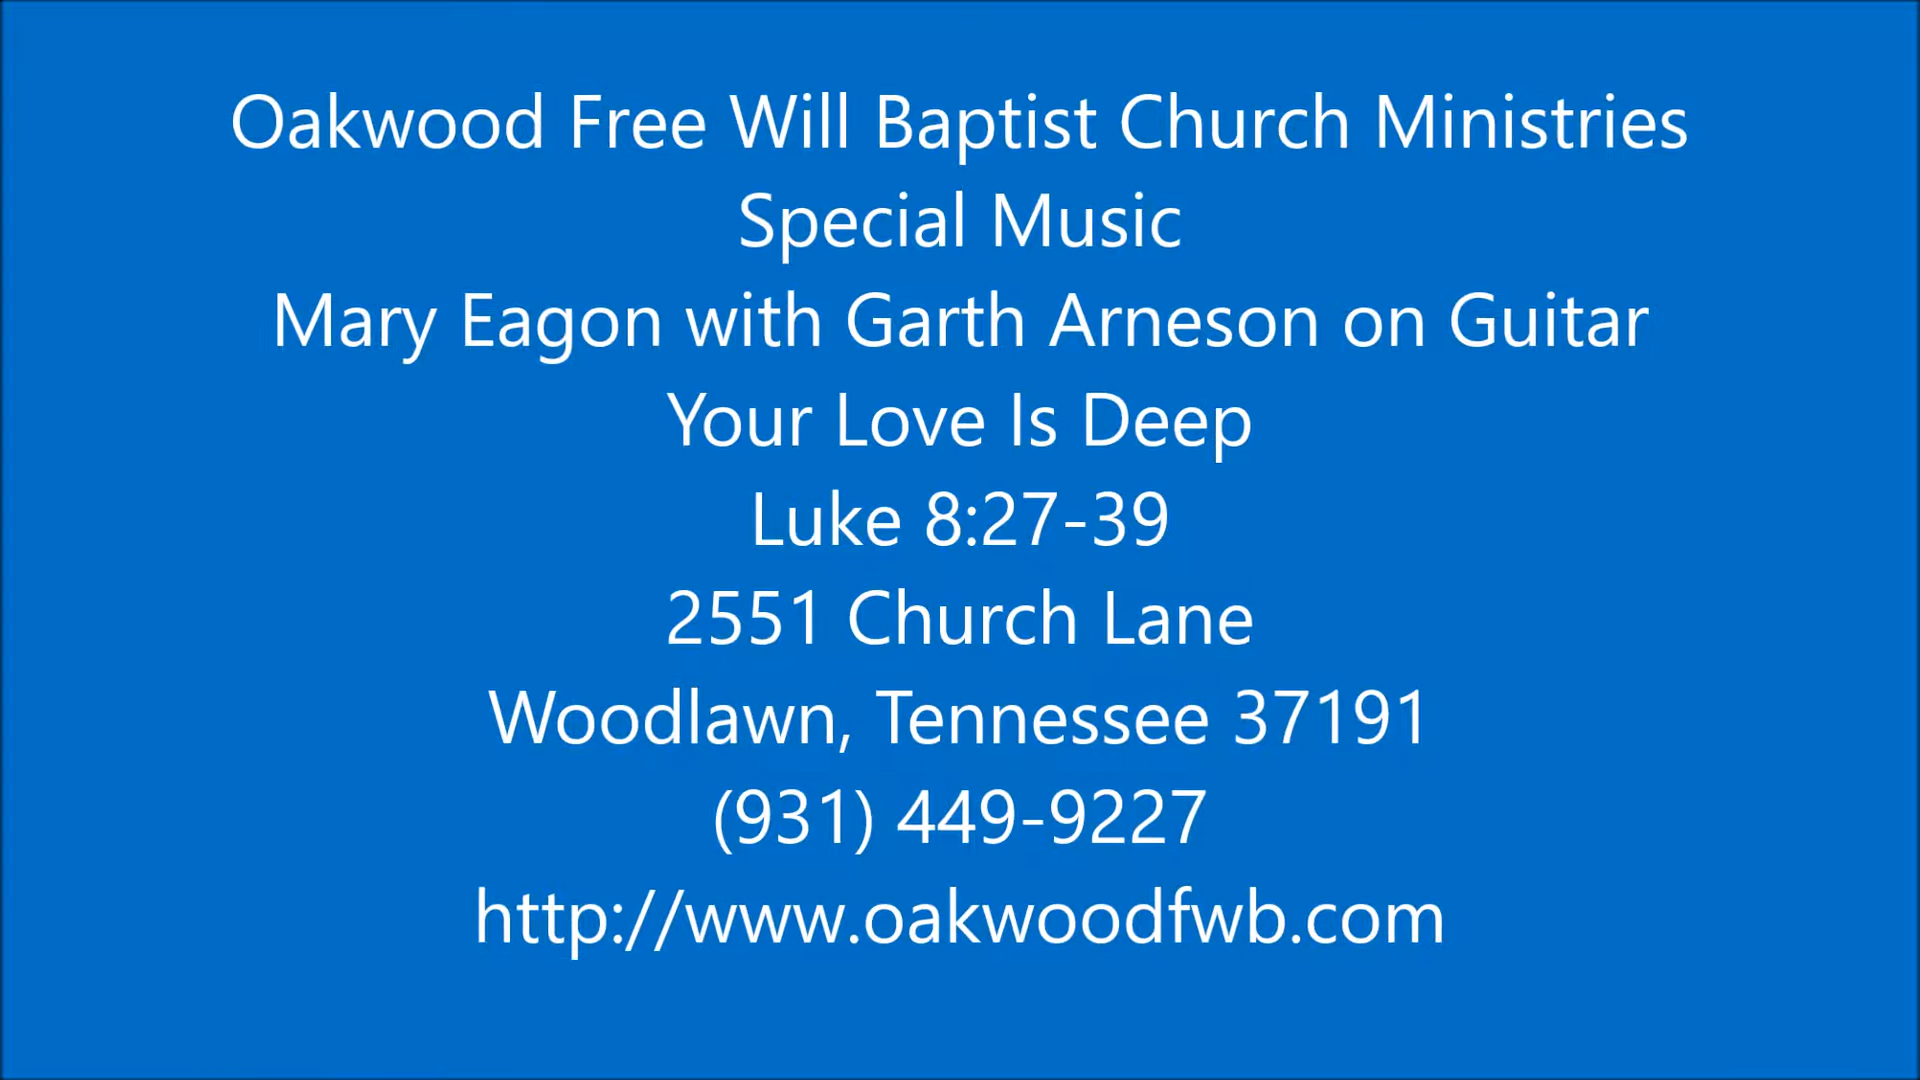 Oakwood Free Will Baptist Church Ministries
Special Music
Mary Eagon with Garth Arneson on Guitar
Your Love Is Deep
Luke 8:27-39
2551 Church Lane
Woodlawn, Tennessee 37191
(931) 449-9227
http://www.oakwoodfwb.com